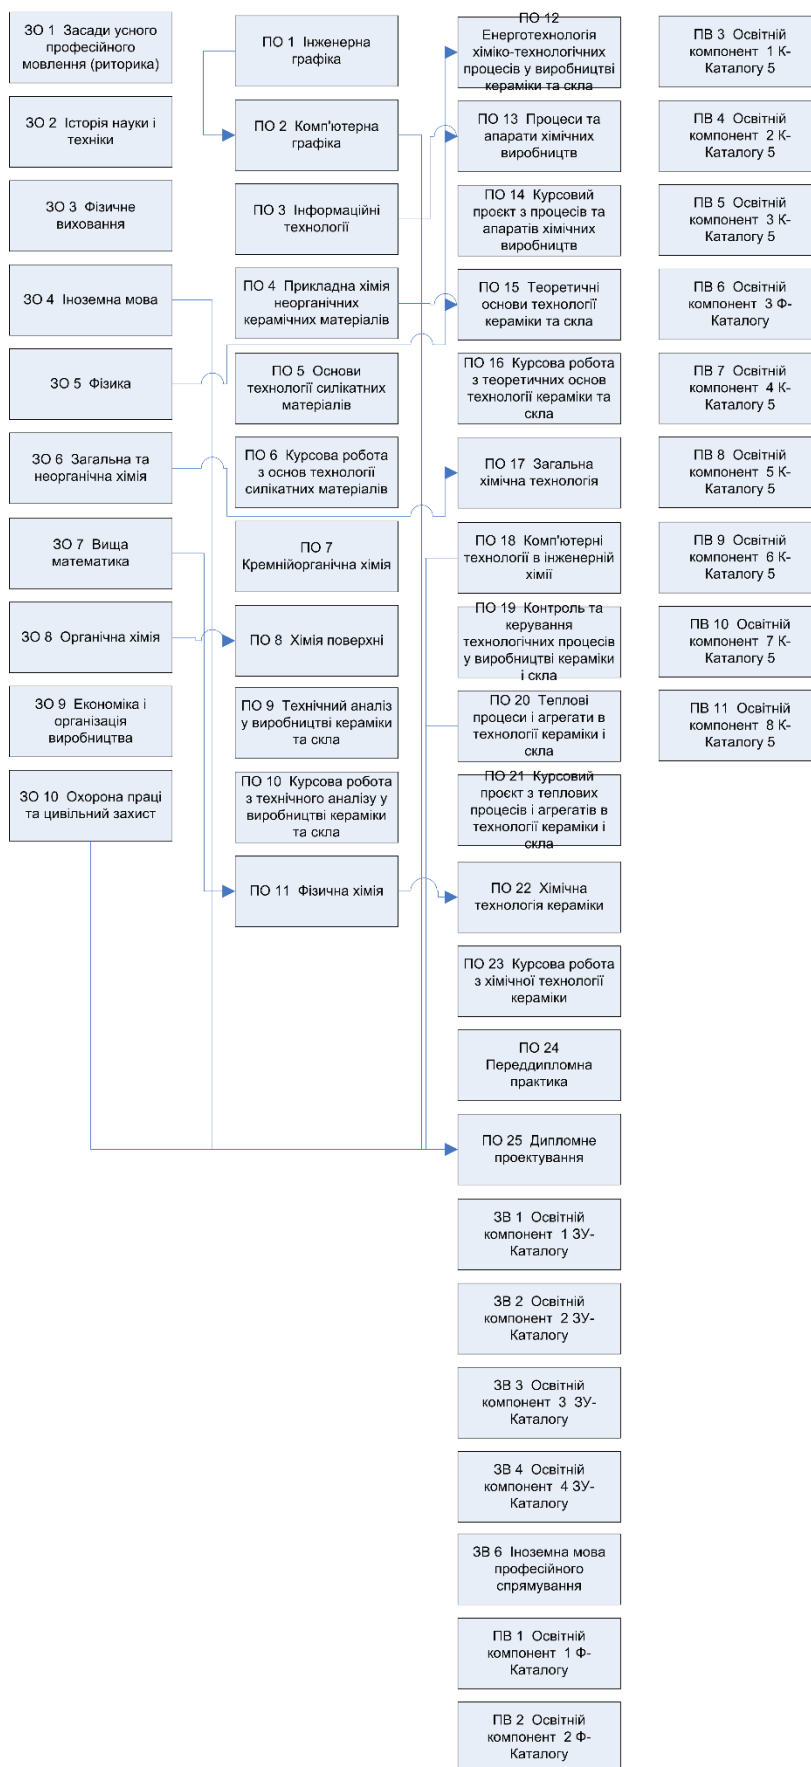 ЗО 1 Засади усного
професійного
мовлення (риторика)
ЗО 2 Історія науки і
техніки
ЗО 3 Фізичне
виховання
ЗО 4 Іноземна мова
ЗО 5 Фізика
ЗО 6 Загальна та
неорганічна хімія
ЗО 7 Вища
математика
ЗО 8 Органічна хімія
ЗО 9 Економіка і
організація
виробництва
ЗО 10 Охорона праці
та цивільний захист
ПО 1 Інженерна
графіка
ПО 2 Комп'ютерна
графіка
ПО 3 Інформаційні
технології
ПО 4 Прикладна хімія
неорганічних
керамічних матеріалів
ПО 5 Основи
технології силікатних
матеріалів
ПО 6 Курсова робота
з основ технології
силікатних матеріалів
ПО 7
Кремнійорганічна хімія
ПО 8 Хімія поверхні
ПО 9 Технічний аналіз
у виробництві кераміки
та скла
ПО 10 Курсова робота
з технічного аналізу у
виробництві кераміки
та скла
ПО 11 Фізична хімія
ПО 12
Енерготехнологія
хіміко-технологічних
процесів у виробництві
кераміки та скла
ПО 13 Процеси та
апарати хімічних
виробництв
ПО 14 Курсовий
проєкт з процесів та
апаратів хімічних
виробництв
ПО 15 Теоретичні
основи технології
кераміки та скла
ПО 16 Курсова робота
з теоретичних основ
технології кераміки та
скла
ПО 17 Загальна
хімічна технологія
ПО 18 Комп'ютерні
технології в інженерній
хімії
ПО 19 Контроль та
керування
технологічних процесів
у виробництві кераміки
і скла
ПО 20 Теплові
процеси і агрегати в
технології кераміки і
скла
ПО 21 Курсовий
проєкт з теплових
процесів і агрегатів в
технології кераміки і
скла
ПО 22 Хімічна
технологія кераміки
ПО 23 Курсова робота
з хімічної технології
кераміки
ПО 24
Переддипломна
практика
ПО 25 Дипломне
проектування
ЗВ 1 Освітній
компонент 1 ЗУ-
Каталогу
ЗВ 2 Освітній
компонент 2 ЗУ-
Каталогу
ЗВ 3 Освітній
компонент 3 ЗУ-
Каталогу
ЗВ 4 Освітній
компонент 4 ЗУ-
Каталогу
ЗВ 6 Іноземна мова
професійного
спрямування
ПВ 1 Освітній
компонент 1 Ф-
Каталогу
ПВ 2 Освітній
компонент 2 Ф-
Каталогу
ПВ 3 Освітній
компонент 1 К-
Каталогу 5
ПВ 4 Освітній
компонент 2 К-
Каталогу 5
ПВ 5 Освітній
компонент 3 К-
Каталогу 5
ПВ 6 Освітній
компонент 3 Ф-
Каталогу
ПВ 7 Освітній
компонент 4 К-
Каталогу 5
ПВ 8 Освітній
компонент 5 К-
Каталогу 5
ПВ 9 Освітній
компонент 6 К-
Каталогу 5
ПВ 10 Освітній
компонент 7 К-
Каталогу 5
ПВ 11 Освітній
компонент 8 К-
Каталогу 5